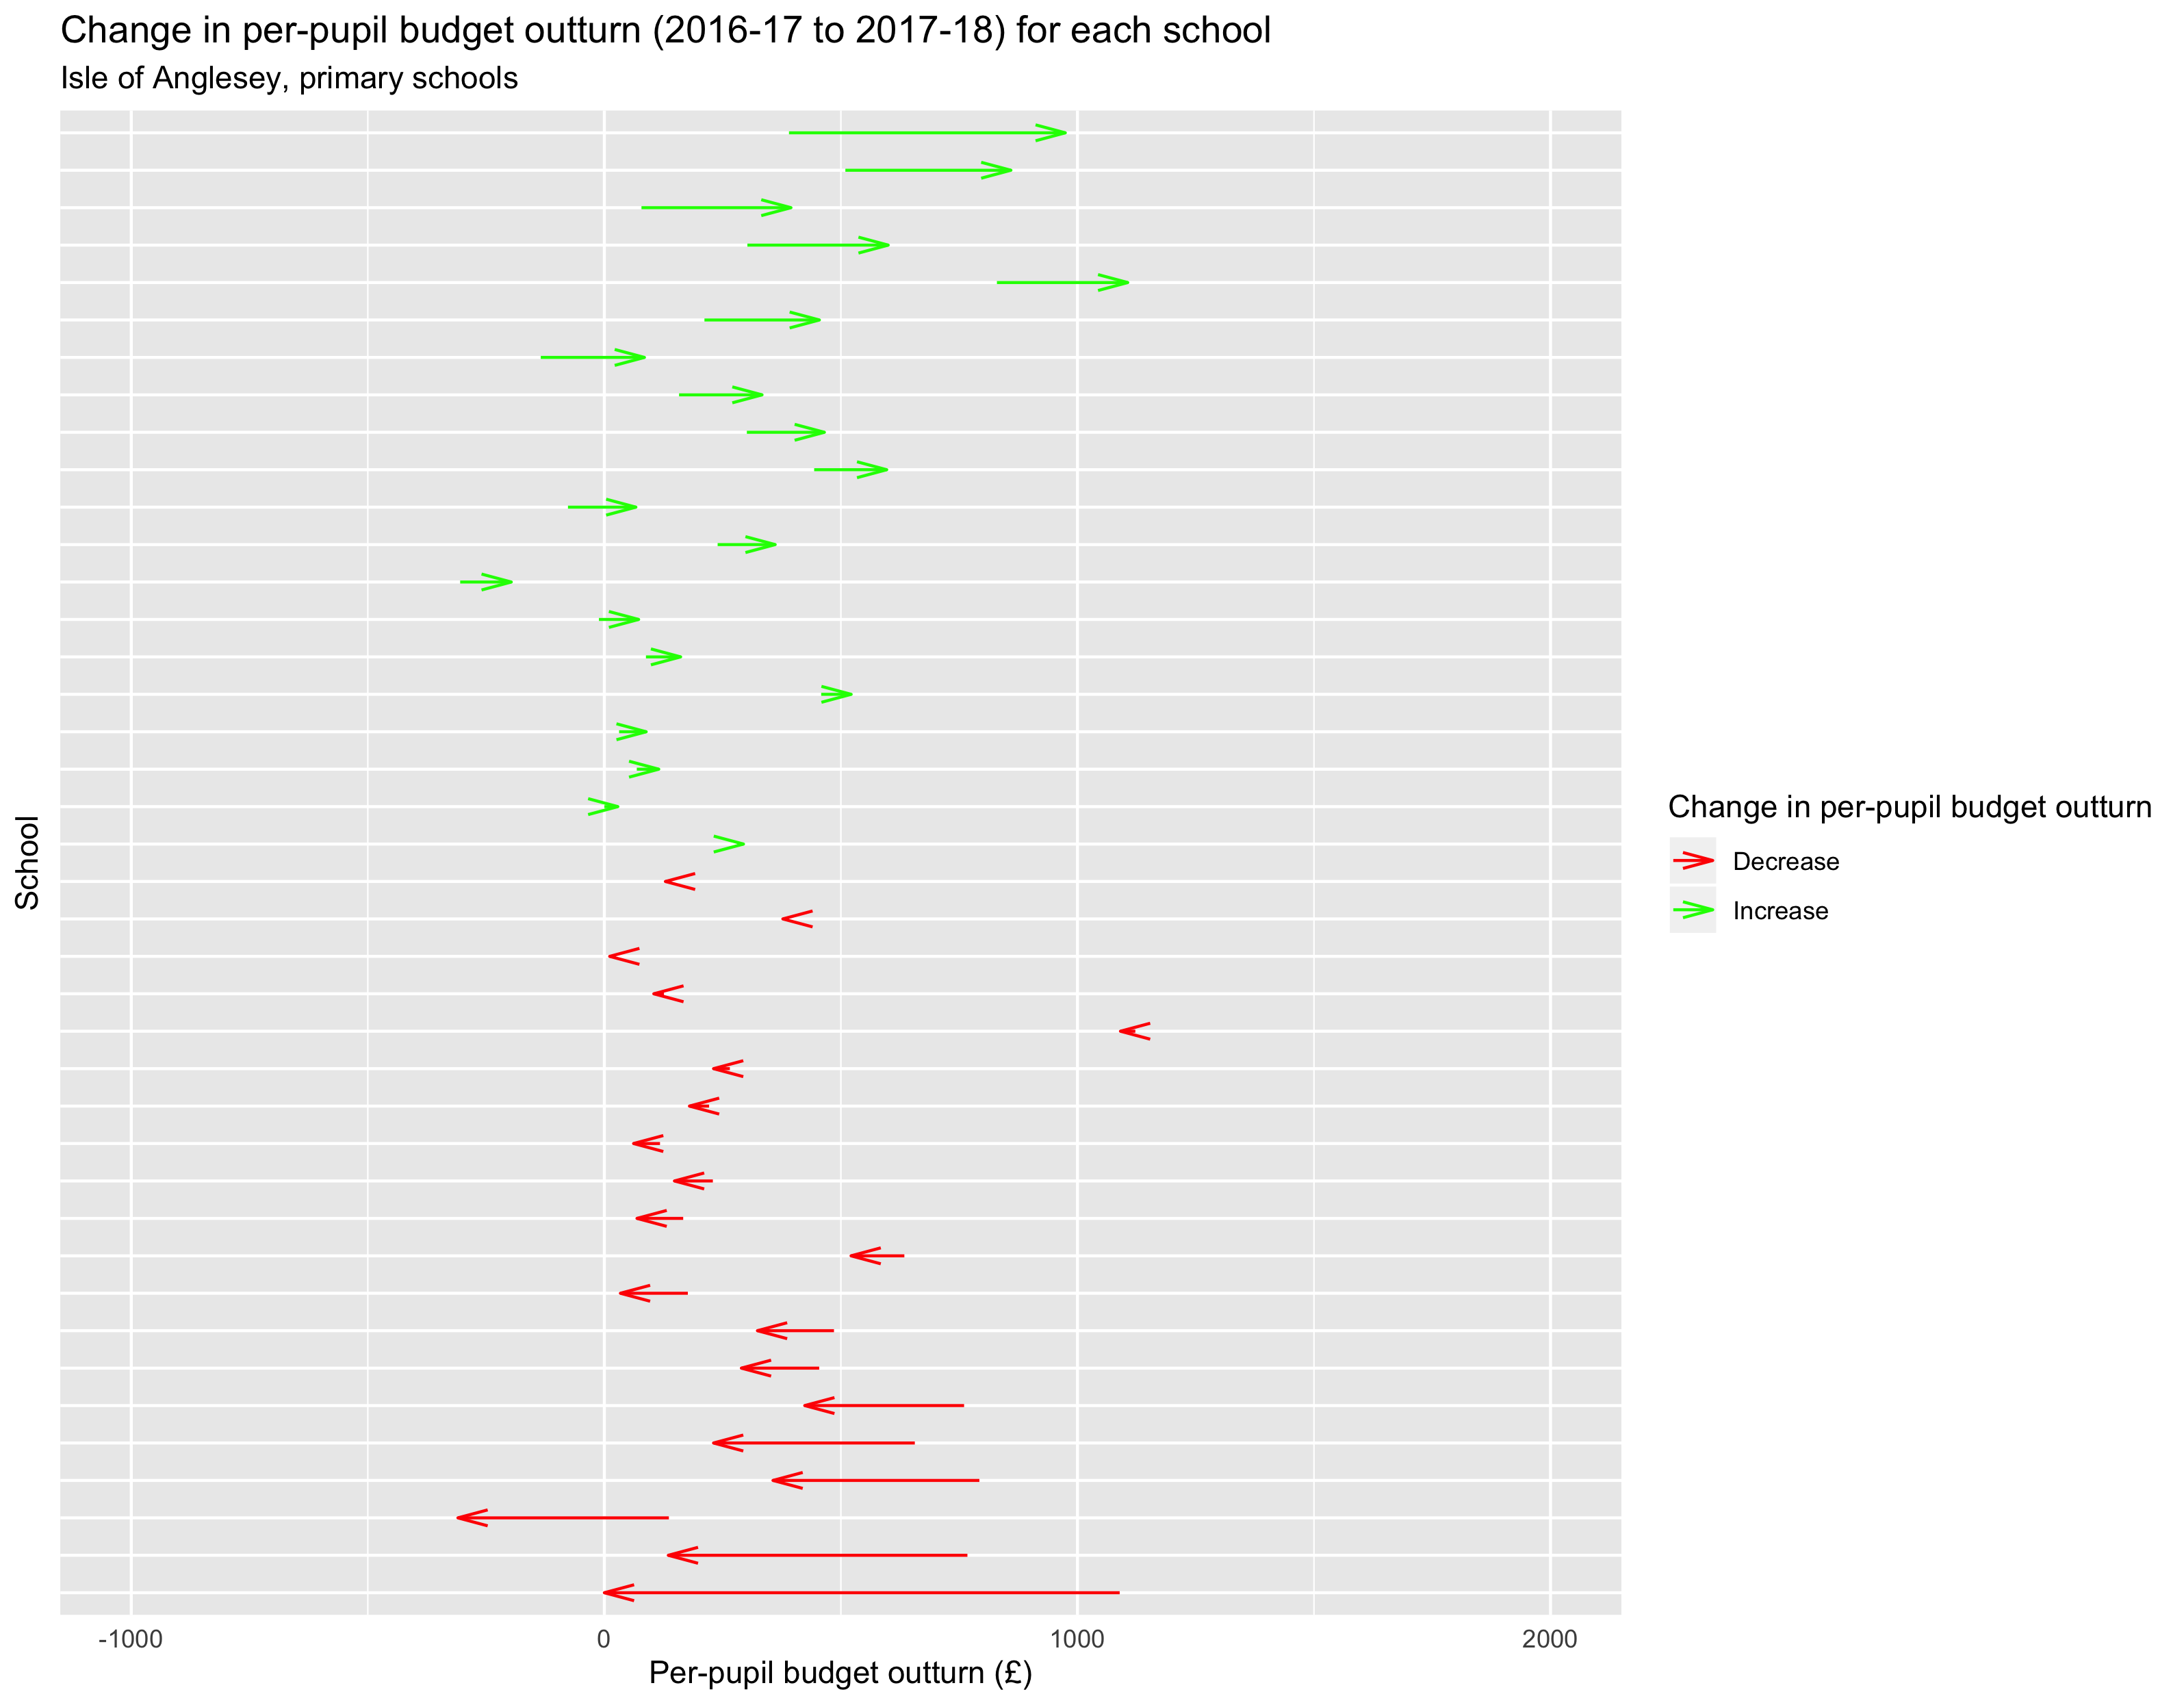 Change in per-pupil budget outturn (2016-17 to 2017-18) for each school
Isle of Anglesey, primary schools
School
Change in per-pupil budget outturn
Decrease
Increase
-1000
0
1000
2000
Per-pupil budget outturn (£)